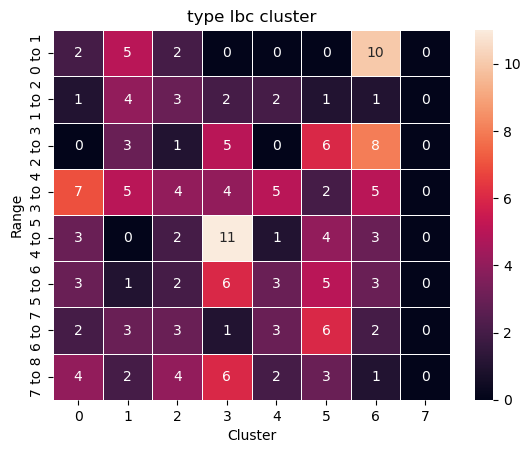 type Ibc cluster
0 to 1 2 5 2 0 0 0 10 0
1 to 2 1 4 3 2 2 1 1 0
2 to 3 0 3 1 5 0 6 8 0
3 to 4 7 5 4 4 5 2 5 0
4 to 5 3 0 2 11 1 4 3 0
5 to 6 3 1 2 6 3 5 3 0
6 to 7 2 3 3 1 3 6 2 0
7 to 8 4 2 4 6 2 3 1 0
0 1 2 3 4 5 6 7
Cluster
Range
10
8
6
4
2
0